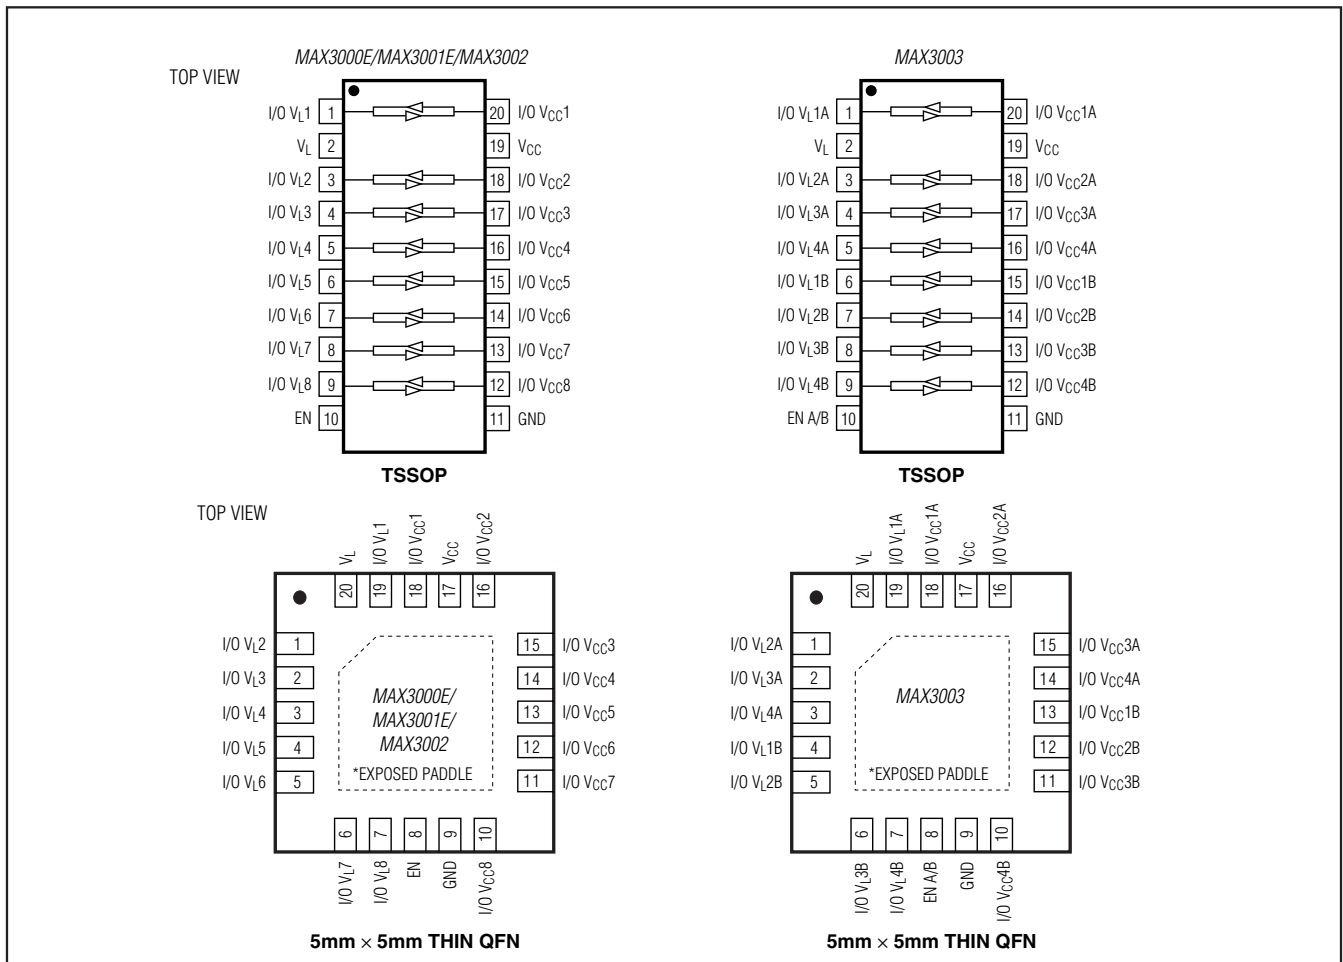 MAX3000E/MAX3001E/MAX3002
MAX3003
TOP VIEW
I/O VL1 1 20 I/O VCC1
VL 2 19 VCC
I/O VL2 3 18 I/O VCC2
I/O VL3 4 17 I/O VCC3
I/O VL4 5 16 I/O VCC4
I/O VL5 6 15 I/O VCC5
I/O VL6 7 14 I/O VCC6
I/O VL7 8 13 I/O VCC7
I/O VL8 9 12 I/O VCC8
EN 10 11 GND
TSSOP
I/O VL1A 1 20 I/O VCC1A
VL 2 19 VCC
I/O VL2A 3 18 I/O VCC2A
I/O VL3A 4 17 I/O VCC3A
I/O VL4A 5 16 I/O VCC4A
I/O VL1B 6 15 I/O VCC1B
I/O VL2B 7 14 I/O VCC2B
I/O VL3B 8 13 I/O VCC3B
I/O VL4B 9 12 I/O VCC4B
EN A/B 10 11 GND
TSSOP
TOP VIEW
VL I/O VL1 I/O VCC1 VCC I/O VCC2
20 19 18 17 16
I/O VL2 1 15 I/O VCC3
I/O VL3 2 14 I/O VCC4
I/O VL4 3 13 I/O VCC5
I/O VL5 4 12 I/O VCC6
I/O VL6 5 11 I/O VCC7
MAX3000E/
MAX3001E/
MAX3002
*EXPOSED PADDLE
6 7 8 9 10
I/O VL7 I/O VL8 EN GND I/O VCC8
5mm × 5mm THIN QFN
VL I/O VL1A I/O VCC1A VCC I/O VCC2A
20 19 18 17 16
I/O VL2A 1 15 I/O VCC3A
I/O VL3A 2 14 I/O VCC4A
I/O VL4A 3 13 I/O VCC1B
I/O VL1B 4 12 I/O VCC2B
I/O VL2B 5 11 I/O VCC3B
MAX3003
*EXPOSED PADDLE
6 7 8 9 10
I/O VL3B I/O VL4B EN A/B GND I/O VCC4B
5mm × 5mm THIN QFN